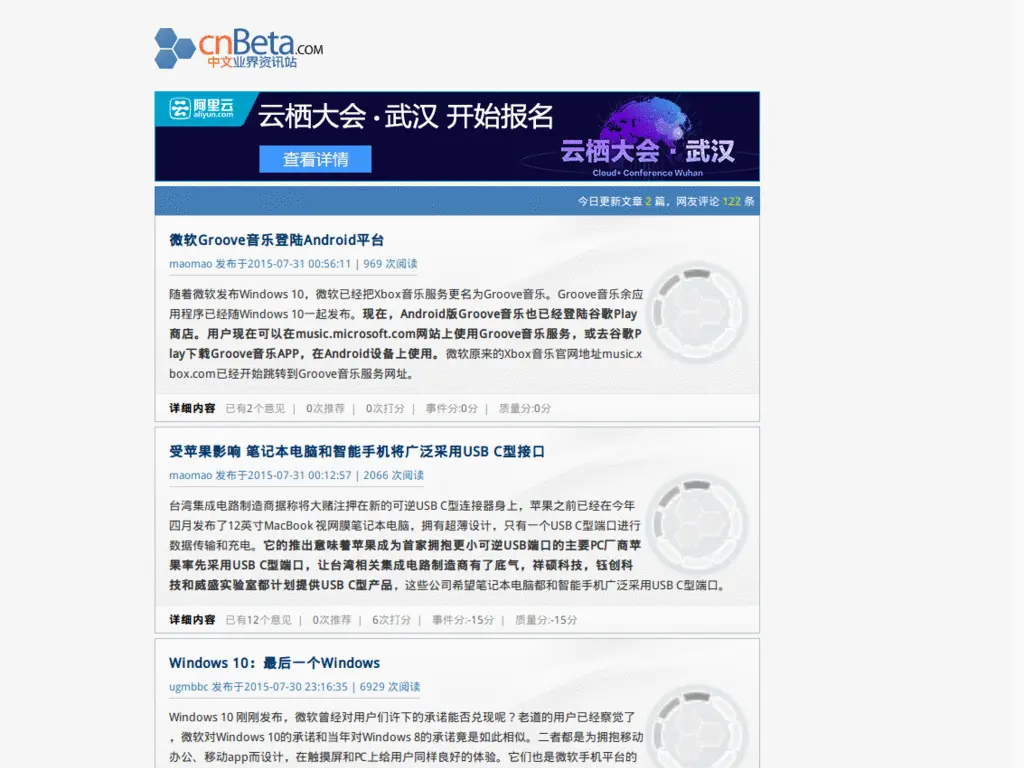 cnBeta.COM
中文业界资讯站
阿里云
aliyun.com
云栖大会·武汉 开始报名
查看详情
云栖大会·武汉
Cloud+ Conference Wuhan
今日更新文章 2 篇，网友评论 122 条
微软Groove音乐登陆Android平台
maomao 发布于2015-07-31 00:56:11 | 969 次阅读
随着微软发布Windows 10，微软已经把Xbox音乐服务更名为Groove音乐。Groove音乐余应
用程序已经随Windows 10一起发布。现在，Android版Groove音乐也已经登陆谷歌Play
商店。用户现在可以在music.microsoft.com网站上使用Groove音乐服务，或去谷歌P
lay下载Groove音乐APP，在Android设备上使用。微软原来的Xbox音乐官网地址music.x
box.com已经开始跳转到Groove音乐服务网址。
详细内容 已有2个意见 | 0次推荐 | 0次打分 | 事件分:0分 | 质量分:0分
受苹果影响 笔记本电脑和智能手机将广泛采用USB C型接口
maomao 发布于2015-07-31 00:12:57 | 2066 次阅读
台湾集成电路制造商据称将大赌注押在新的可逆USB C型连接器身上，苹果之前已经在今年
四月发布了12英寸MacBook 视网膜笔记本电脑，拥有超薄设计，只有一个USB C型端口进行
数据传输和充电。它的推出意味着苹果成为首家拥抱更小可逆USB端口的主要PC厂商苹
果率先采用USB C型端口，让台湾相关集成电路制造商有了底气，祥硕科技，钰创科
技和威盛实验室都计划提供USB C型产品，这些公司希望笔记本电脑都和智能手机广泛采用USB C型端口。
详细内容 已有12个意见 | 0次推荐 | 6次打分 | 事件分:-15分 | 质量分:-15分
Windows 10：最后一个Windows
ugmbbc 发布于2015-07-30 23:16:35 | 6929 次阅读
Windows 10 刚刚发布，微软曾经对用户们许下的承诺能否兑现呢？老道的用户已经察觉了
，微软对Windows 10的承诺和当年对Windows 8的承诺竟是如此相似。二者都是为拥抱移动
办公、移动app而设计，在触摸屏和PC上给用户同样良好的体验。它们也是微软手机平台的